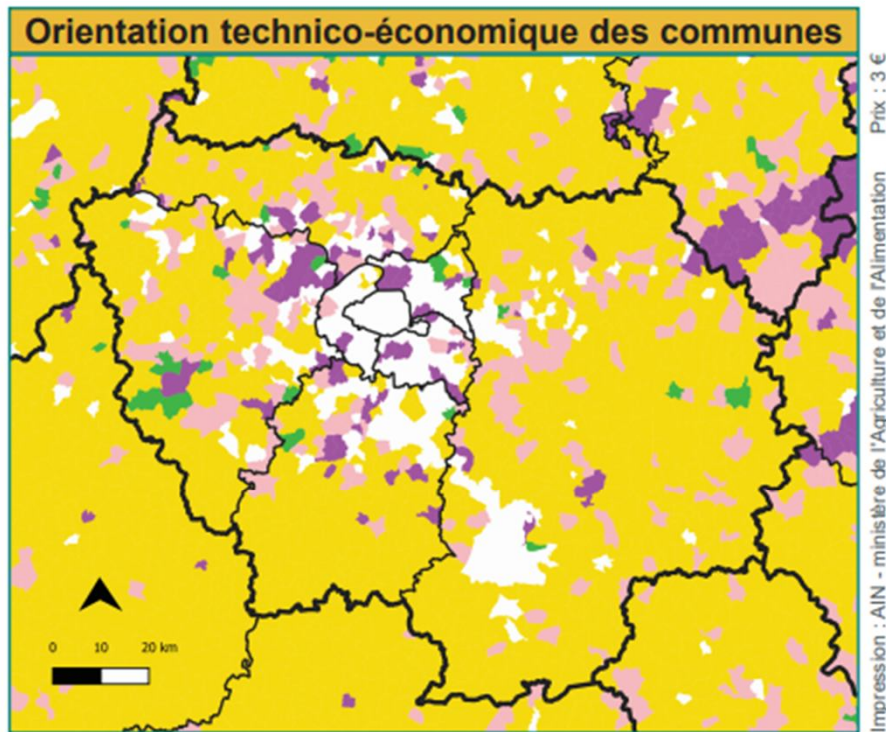 Orientation technico-économique des communes
0 10 20 km
Impression : AIN - ministère de l'Agriculture et de l'Alimentation Prix : 3 €